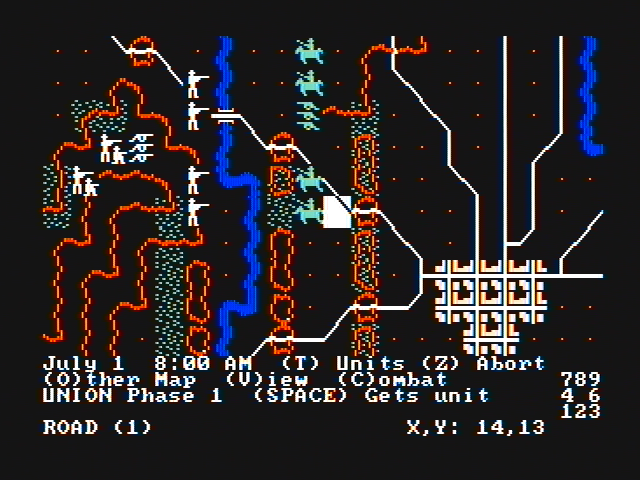 July 1  8:00 AM  (T) Units (Z) Abort
(O)ther Map  (V)iew  (C)ombat        789
UNION Phase 1  (SPACE) Gets unit     4 6
123
ROAD (1)                  X,Y: 14,13